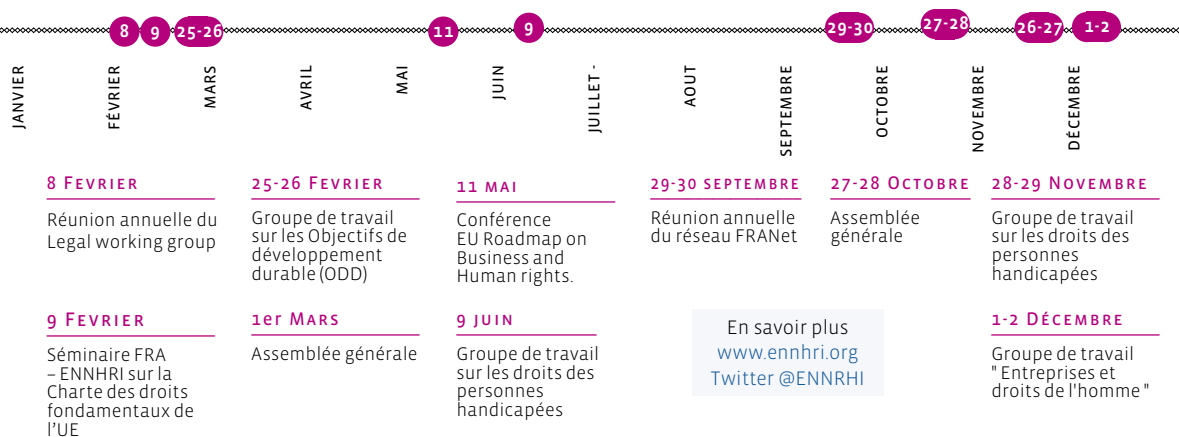 8
9
25-26
11
9
29-30
27-28
26-27
1-2
JANVIER
FÉVRIER
MARS
AVRIL
MAI
JUIN
JUILLET -
AOUT
SEPTEMBRE
OCTOBRE
NOVEMBRE
DÉCEMBRE
8 FEVRIER
Réunion annuelle du
Legal working group
9 FEVRIER
Séminaire FRA
– ENNHRI sur la
Charte des droits
fondamentaux de
l'UE
25-26 FEVRIER
Groupe de travail
sur les Objectifs de
développement
durable (ODD)
1er MARS
Assemblée générale
11 MAI
Conférence
EU Roadmap on
Business and
Human rights.
9 JUIN
Groupe de travail
sur les droits des
personnes
handicapées
29-30 SEPTEMBRE
Réunion annuelle
du réseau FRANet
27-28 OCTOBRE
Assemblée
générale
En savoir plus
www.ennhri.org
Twitter @ENNRHI
28-29 NOVEMBRE
Groupe de travail
sur les droits des
personnes
handicapées
1-2 DÉCEMBRE
Groupe de travail
" Entreprises et
droits de l'homme "